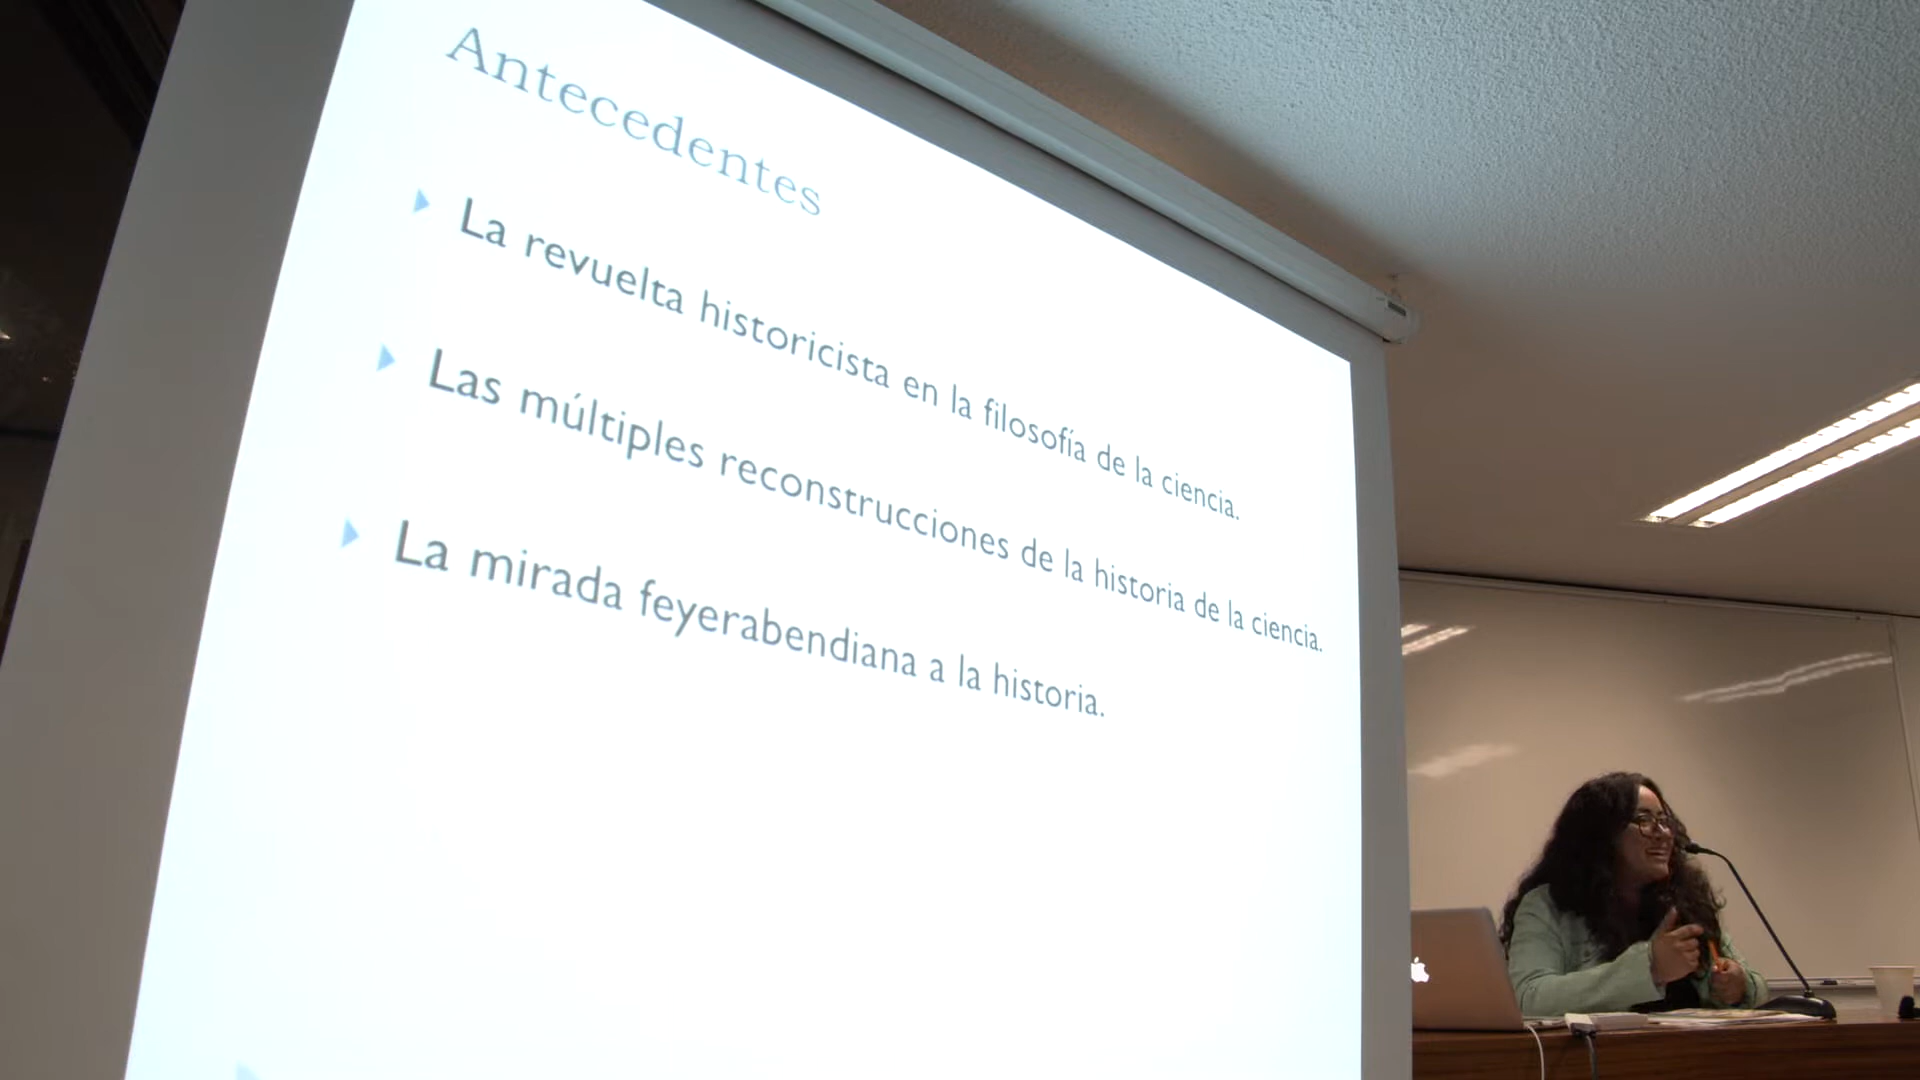 Antecedentes
La revuelta historicista en la filosofía de la ciencia.
Las múltiples reconstrucciones de la historia de la ciencia.
La mirada feyerabendiana a la historia.